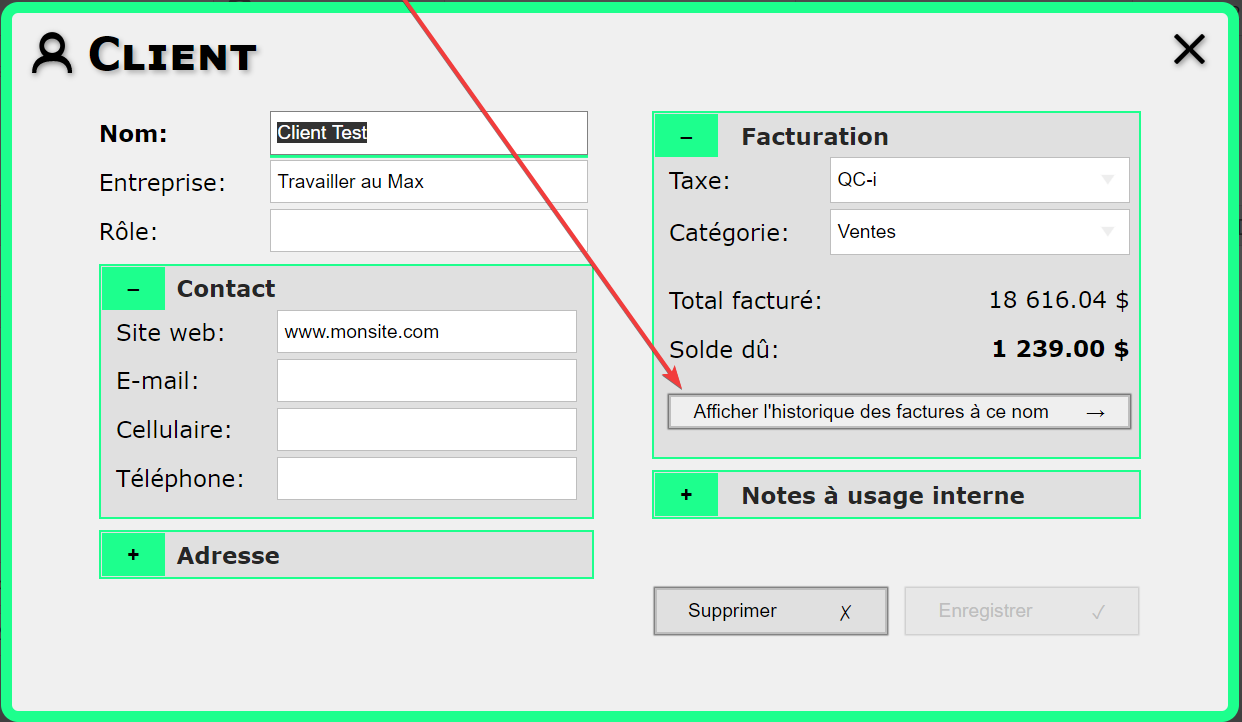 Client
Nom: Client Test
Entreprise: Travailler au Max
Rôle:
– Contact
Site web: www.monsite.com
E-mail:
Cellulaire:
Téléphone:
+ Adresse
– Facturation
Taxe: QC-i
Catégorie: Ventes
Total facturé: 18 616.04 $
Solde dû: 1 239.00 $
Afficher l'historique des factures à ce nom →
+ Notes à usage interne
Supprimer ✗
Enregistrer ✓